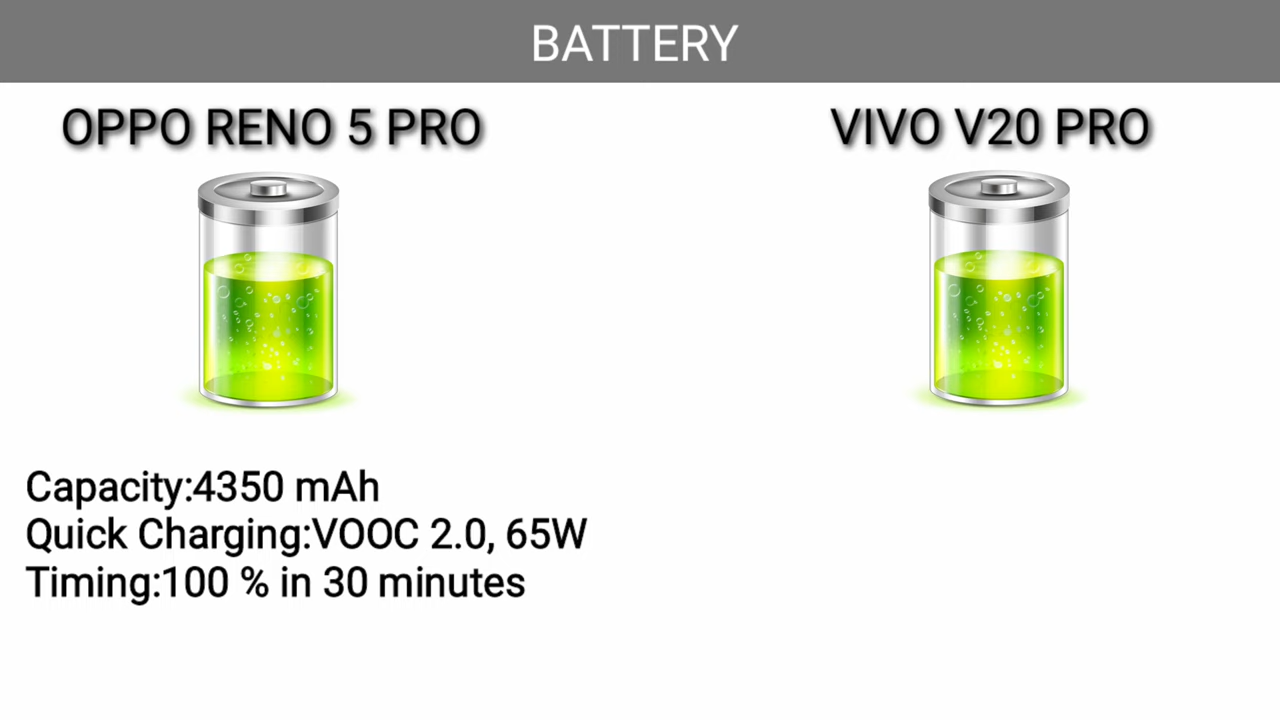 BATTERY
OPPO RENO 5 PRO
VIVO V20 PRO
Capacity:4350 mAh
Quick Charging:VOOC 2.0, 65W
Timing:100 % in 30 minutes